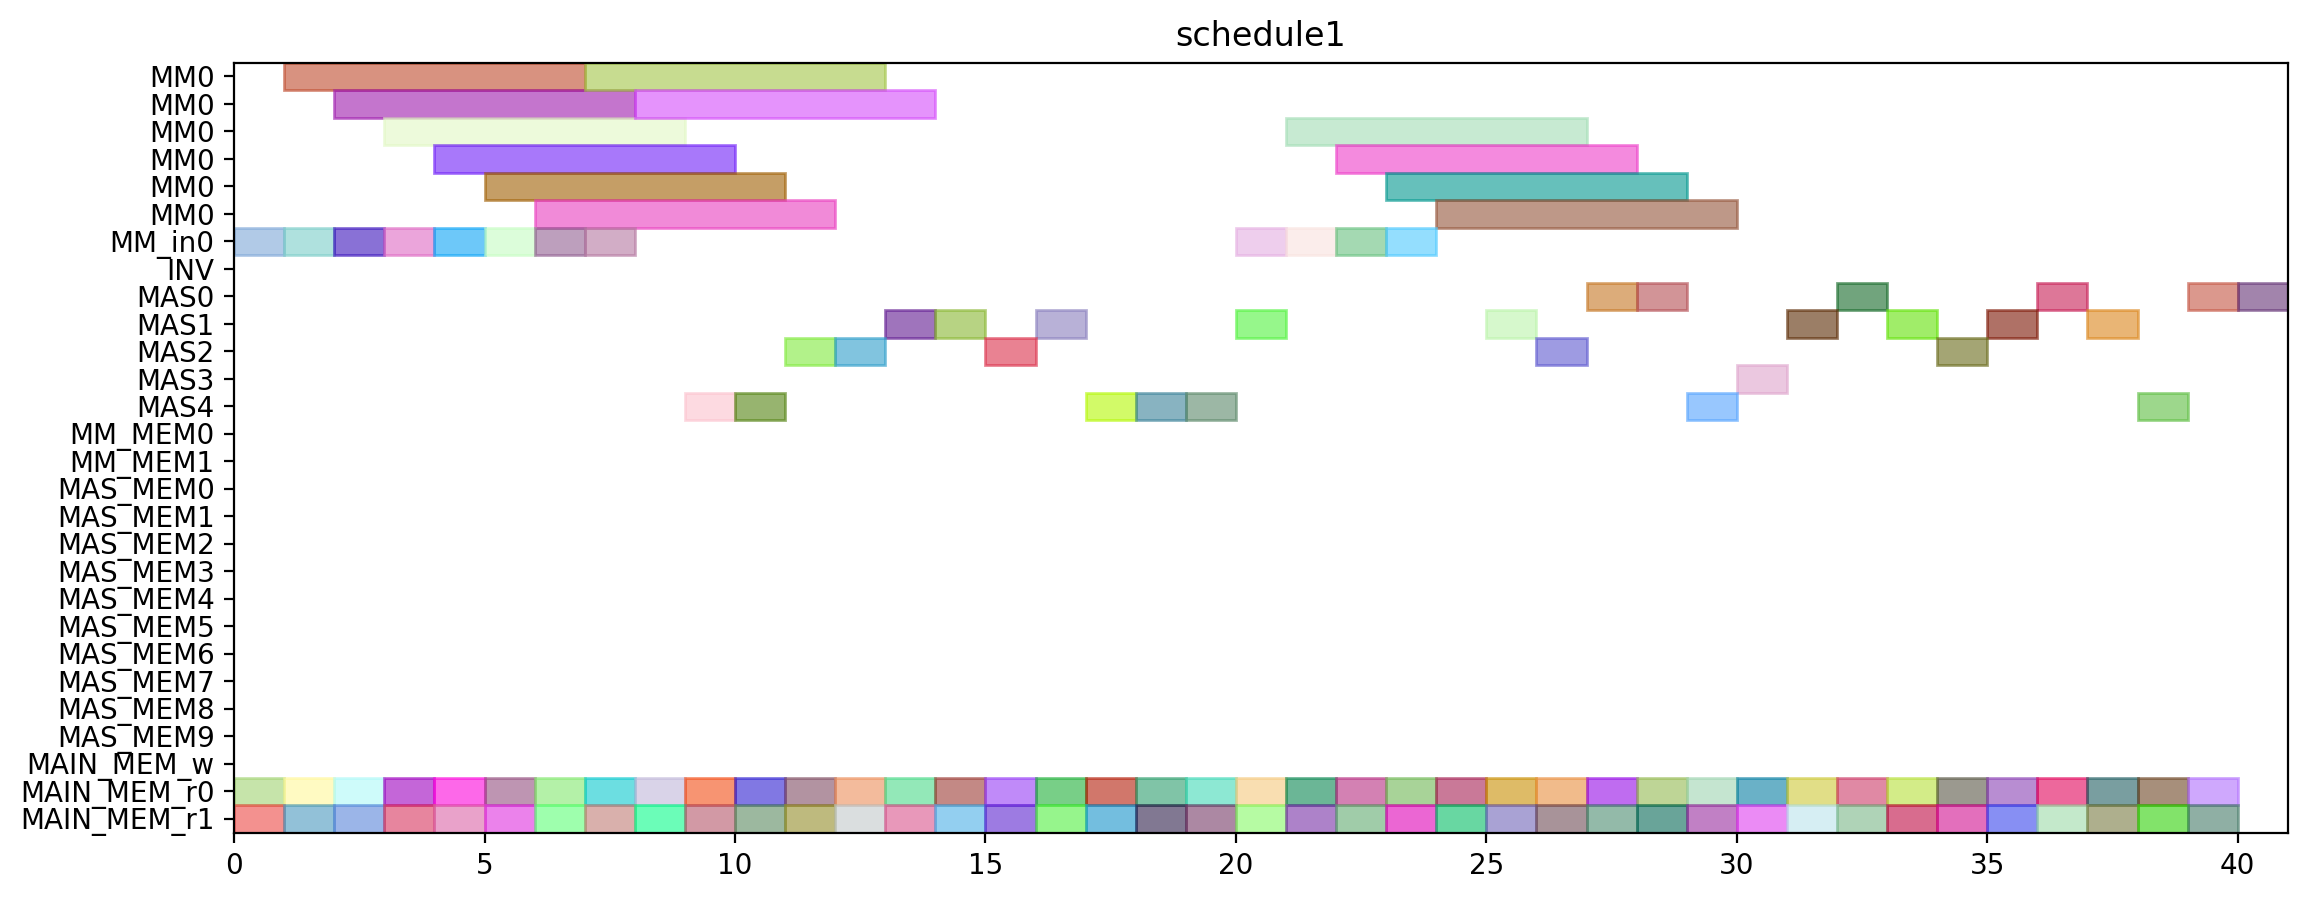 schedule1
MM0
MM0
MM0
MM0
MM0
MM0
MM_in0
INV
MAS0
MAS1
MAS2
MAS3
MAS4
MM_MEM0
MM_MEM1
MAS_MEM0
MAS_MEM1
MAS_MEM2
MAS_MEM3
MAS_MEM4
MAS_MEM5
MAS_MEM6
MAS_MEM7
MAS_MEM8
MAS_MEM9
MAIN_MEM_w
MAIN_MEM_r0
MAIN_MEM_r1
0 5 10 15 20 25 30 35 40